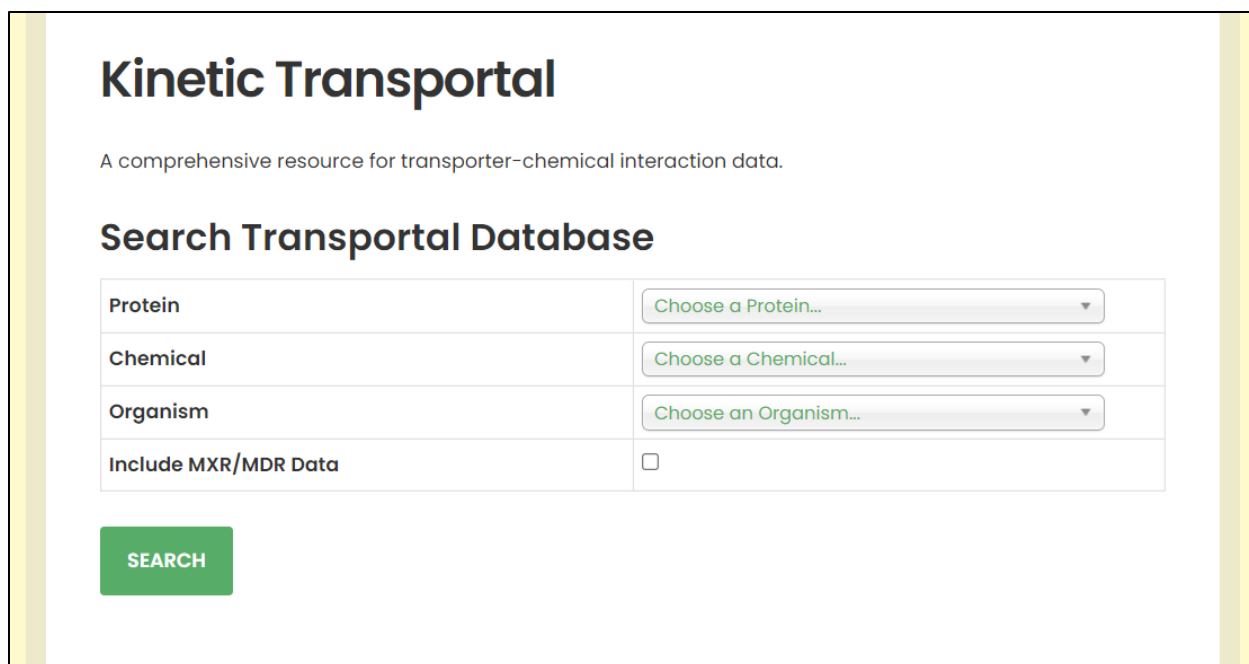 Kinetic Transportal
A comprehensive resource for transporter-chemical interaction data.
Search Transportal Database
Protein
Choose a Protein...
Chemical
Choose a Chemical...
Organism
Choose an Organism...
Include MXR/MDR Data
SEARCH